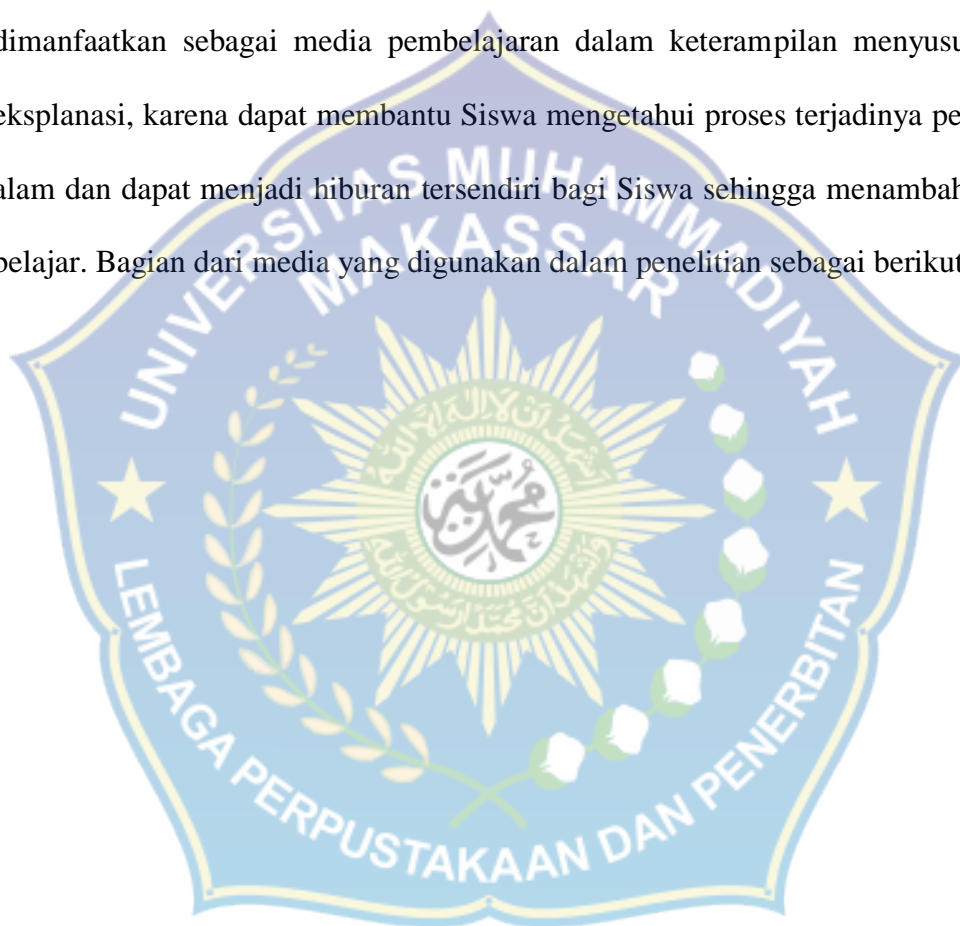 dimanfaatkan sebagai media pembelajaran dalam keterampilan menyusu
eksplanasi, karena dapat membantu Siswa mengetahui proses terjadinya pe
alam dan dapat menjadi hiburan tersendiri bagi Siswa sehingga menambah
belajar. Bagian dari media yang digunakan dalam penelitian sebagai berikut
UNIVERSITAS MUHAMMADIYAH
MAKASSAR
محمدية
LEMBAGA PERPUSTAKAAN DAN PENERBITAN